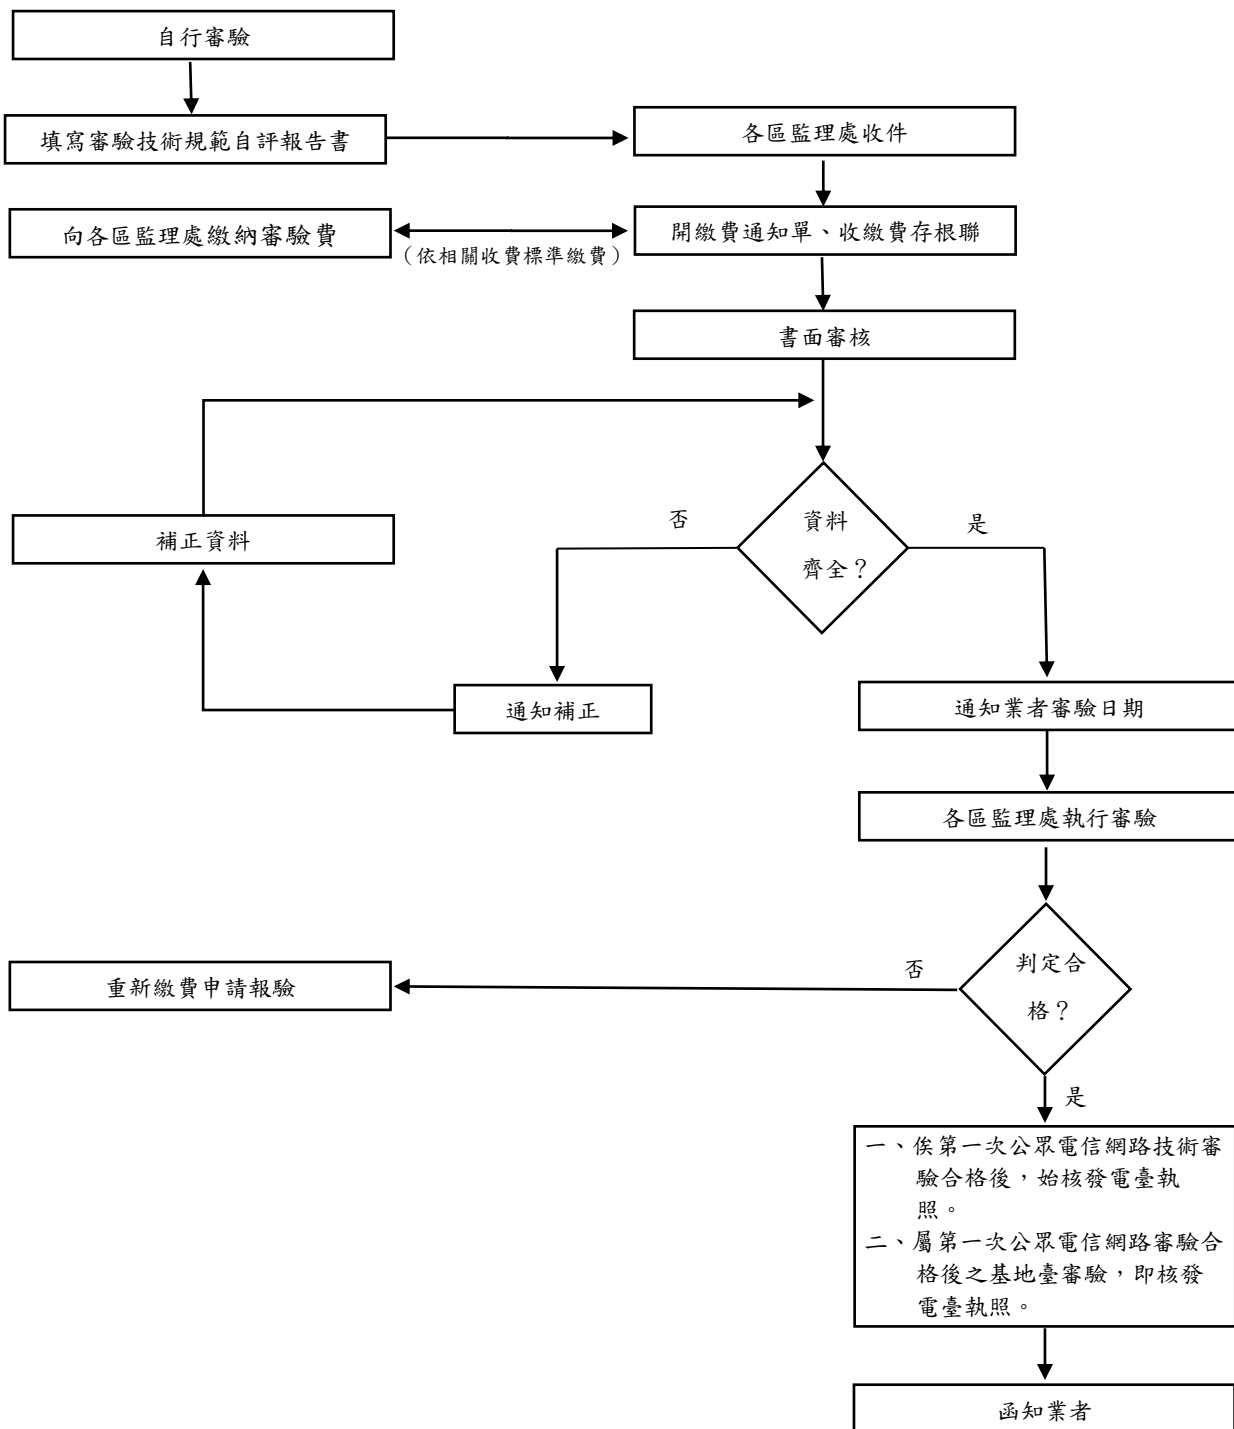 自行審驗
填寫審驗技術規範自評報告書
各區監理處收件
向各區監理處繳納審驗費
(依相關收費標準繳費)
開繳費通知單、收繳費存根聯
書面審核
補正資料
否
資料
齊全？
是
通知補正
通知業者審驗日期
各區監理處執行審驗
重新繳費申請報驗
否
判定合
格？
是
一、俟第一次公眾電信網路技術審
驗合格後，始核發電臺執
照。
二、屬第一次公眾電信網路審驗合
格後之基地臺審驗，即核發
電臺執照。
函知業者